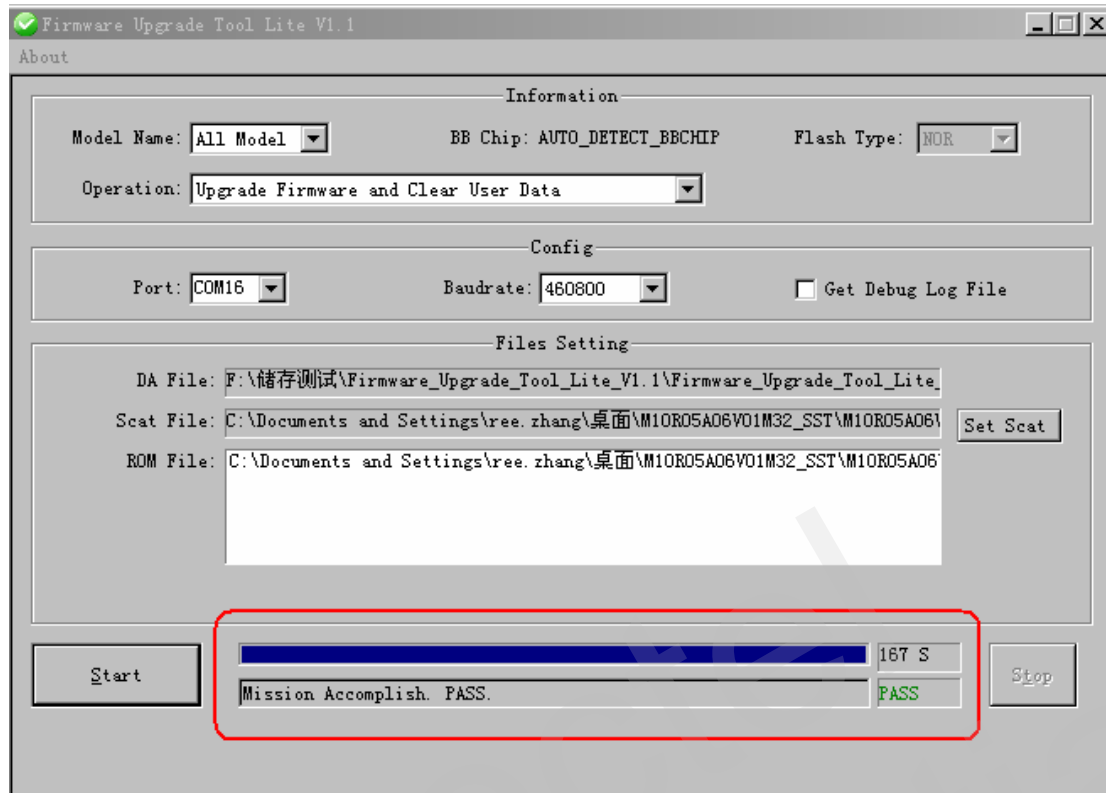 Firmware Upgrade Tool Lite V1.1
About
Information
Model Name: All Model BB Chip: AUTO_DETECT_BBCHIP Flash Type: NOR
Operation: Upgrade Firmware and Clear User Data
Config
Port: COM16 Baudrate: 460800 Get Debug Log File
Files Setting
DA File: F:\储存测试\Firmware_Upgrade_Tool_Lite_V1.1\Firmware_Upgrade_Tool_Lite_
Scat File: C:\Documents and Settings\ree.zhang\桌面\M10R05A06V01M32_SST\M10R05A06\ Set Scat
ROM File: C:\Documents and Settings\ree.zhang\桌面\M10R05A06V01M32_SST\M10R05A06
Start 167 S Stop
Mission Accomplish. PASS. PASS